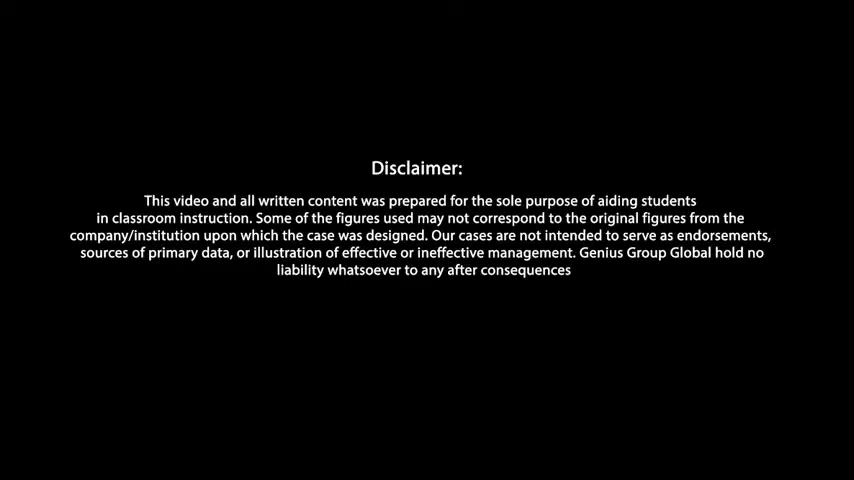 Disclaimer:
This video and all written content was prepared for the sole purpose of aiding students
in classroom instruction. Some of the figures used may not correspond to the original figures from the
company/institution upon which the case was designed. Our cases are not intended to serve as endorsements,
sources of primary data, or illustration of effective or ineffective management. Genius Group Global hold no
liability whatsoever to any after consequences